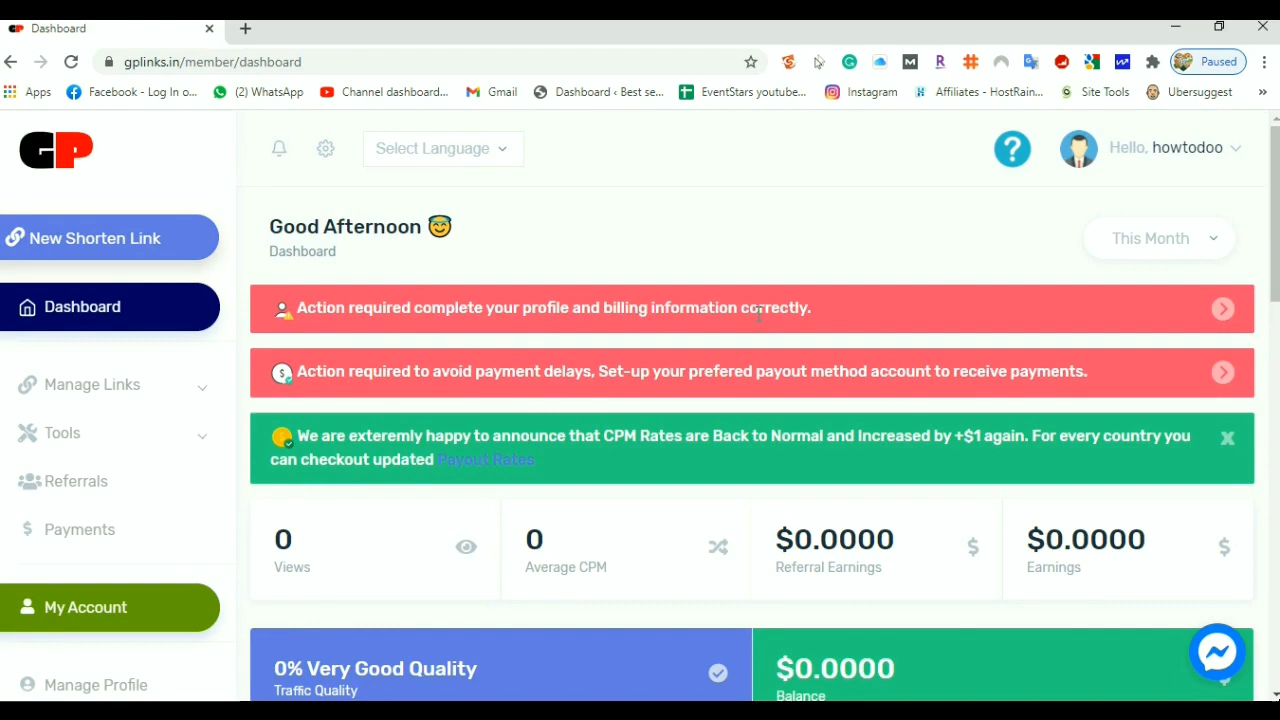 Dashboard
gplinks.in/member/dashboard
Paused
Apps
Facebook - Log In o...
(2) WhatsApp
Channel dashboard...
Gmail
Dashboard ‹ Best se...
EventStars youtube...
Instagram
Affiliates - HostRain...
Site Tools
Ubersuggest
»
GP
Select Language
?
Hello, howtodoo
New Shorten Link
Good Afternoon
Dashboard
This Month
Dashboard
Action required complete your profile and billing information correctly.
Action required to avoid payment delays, Set-up your prefered payout method account to receive payments.
Manage Links
Tools
We are exteremly happy to announce that CPM Rates are Back to Normal and Increased by +$1 again. For every country you
can checkout updated Payout Rates
Referrals
Payments
0
Views
0
Average CPM
$0.0000
Referral Earnings
$0.0000
Earnings
My Account
0% Very Good Quality
Traffic Quality
$0.0000
Balance
Manage Profile